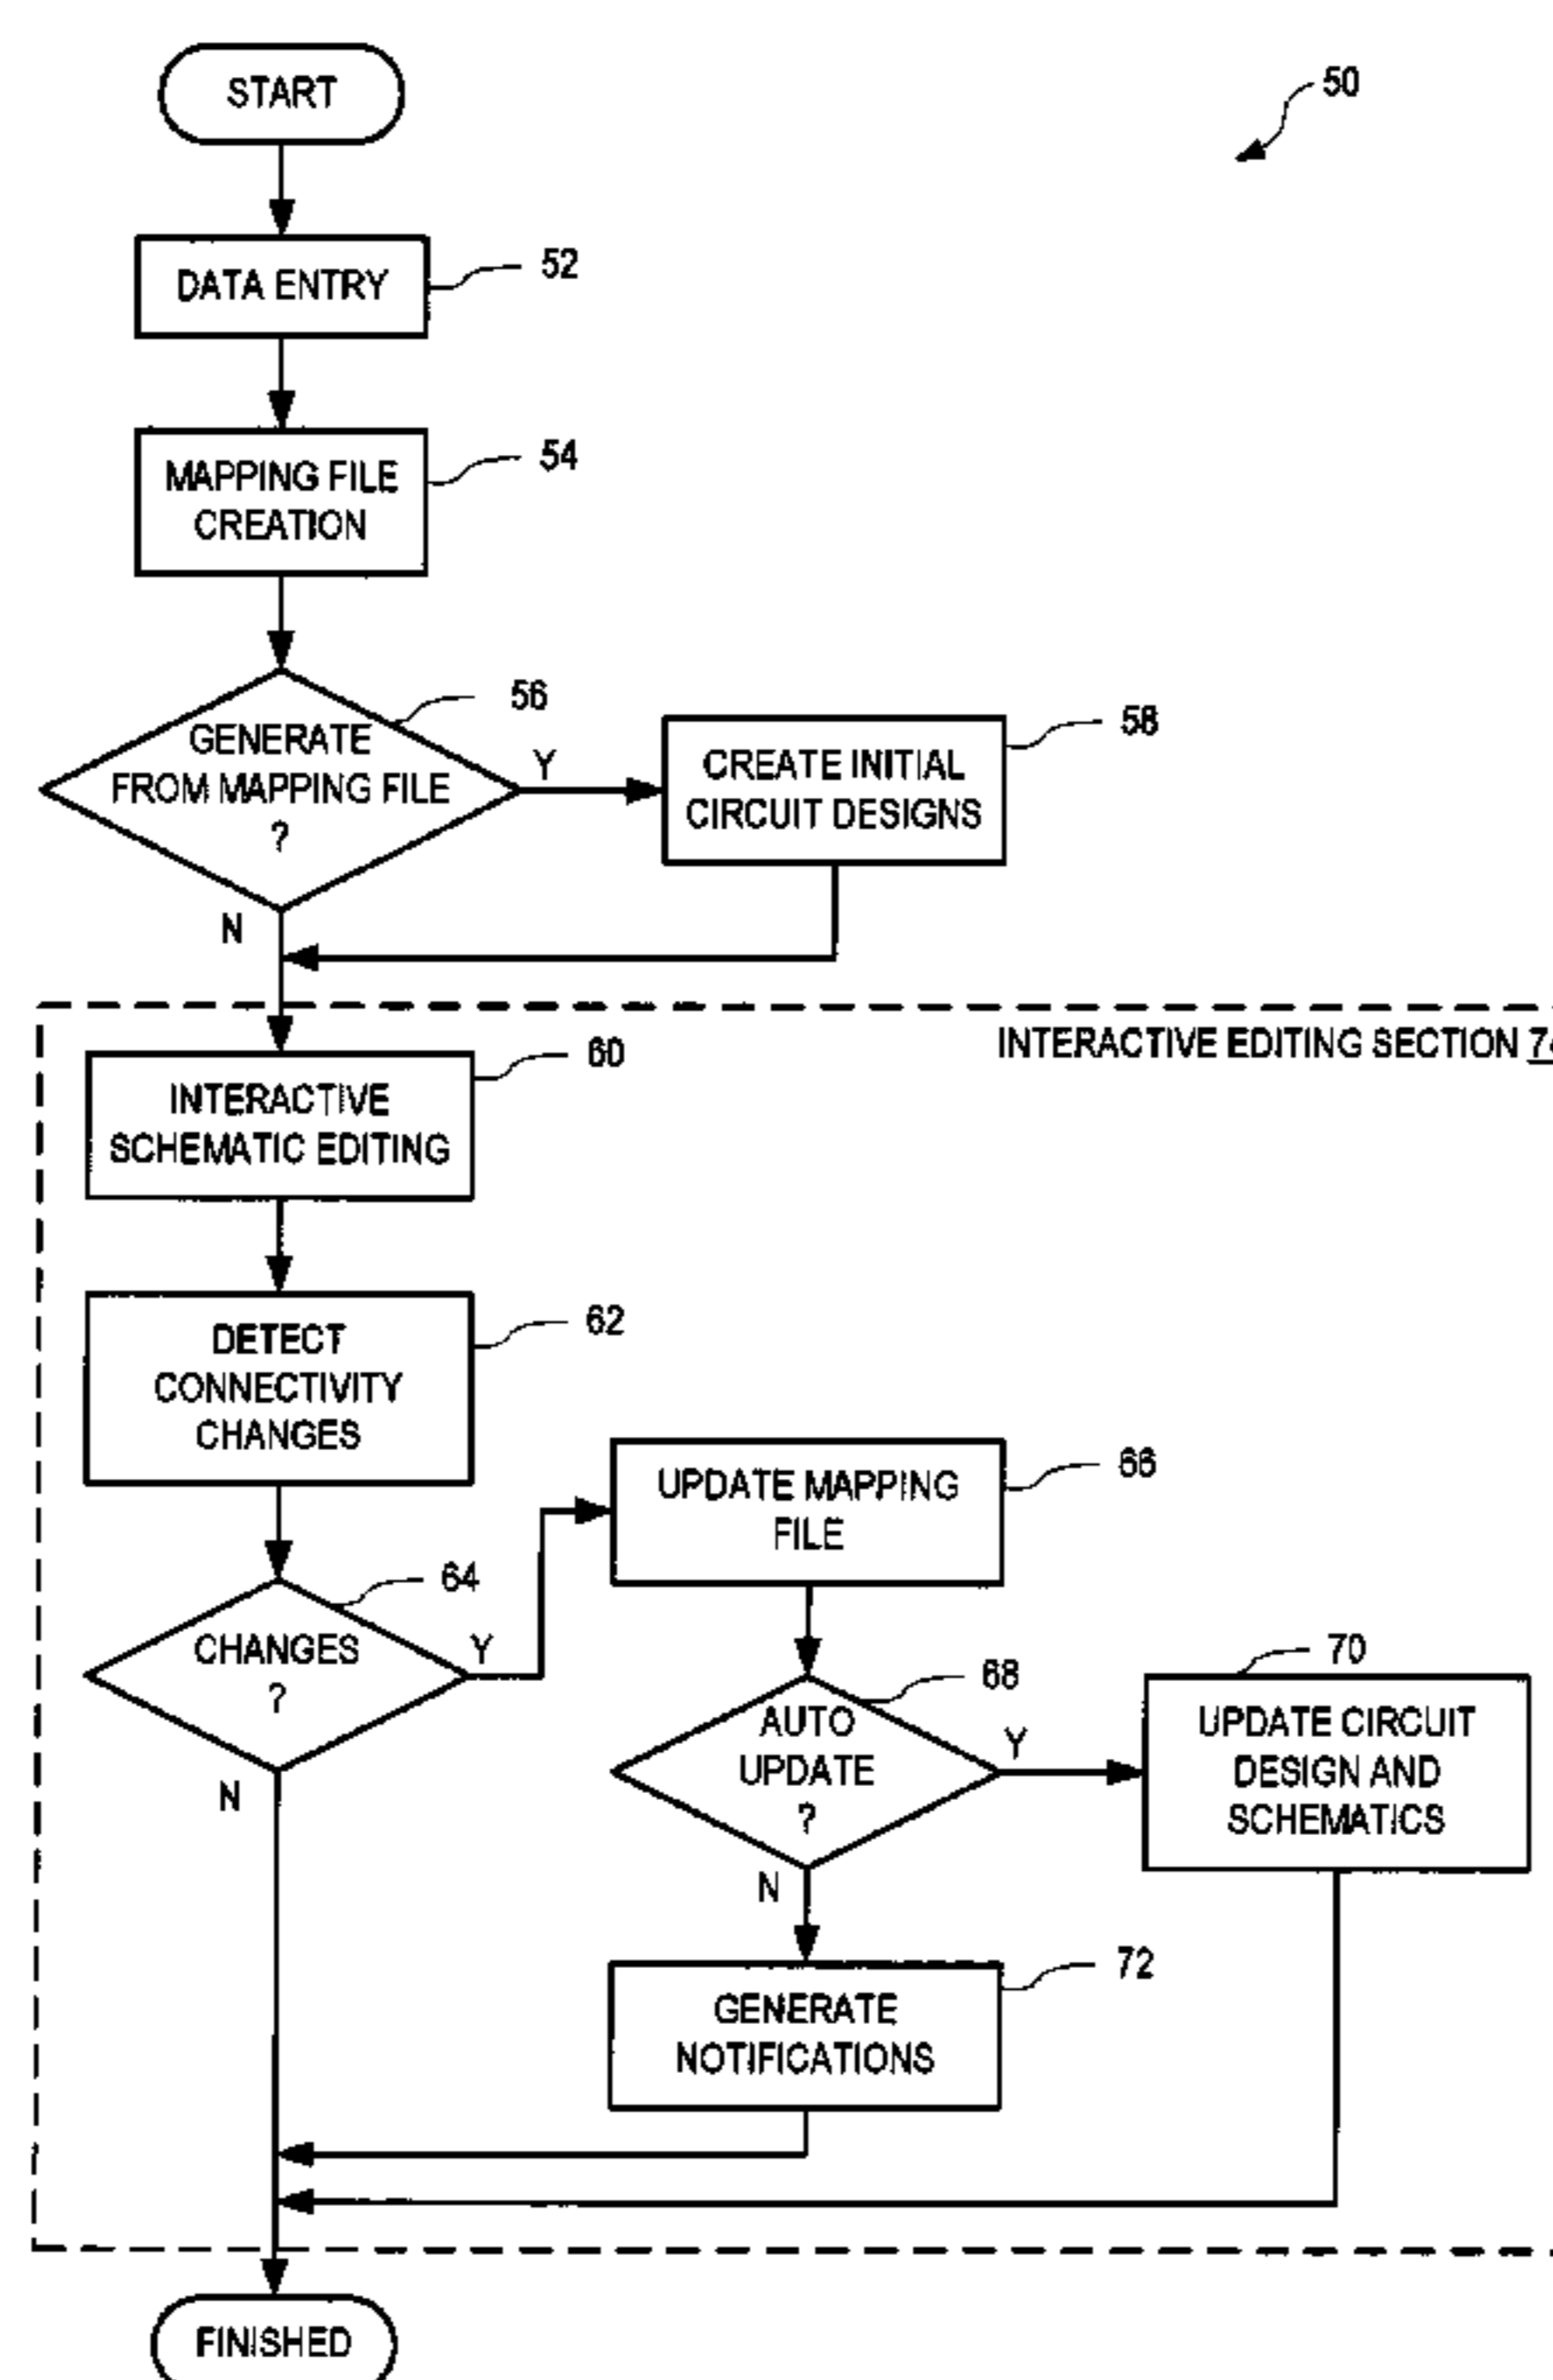 START
50
DATA ENTRY
52
MAPPING FILE
CREATION
54
GENERATE
FROM MAPPING FILE
?
56
Y
N
CREATE INITIAL
CIRCUIT DESIGNS
58
INTERACTIVE EDITING SECTION
INTERACTIVE
SCHEMATIC EDITING
60
DETECT
CONNECTIVITY
CHANGES
62
CHANGES
?
64
Y
N
UPDATE MAPPING
FILE
66
AUTO
UPDATE
?
68
Y
N
UPDATE CIRCUIT
DESIGN AND
SCHEMATICS
70
GENERATE
NOTIFICATIONS
72
FINISHED